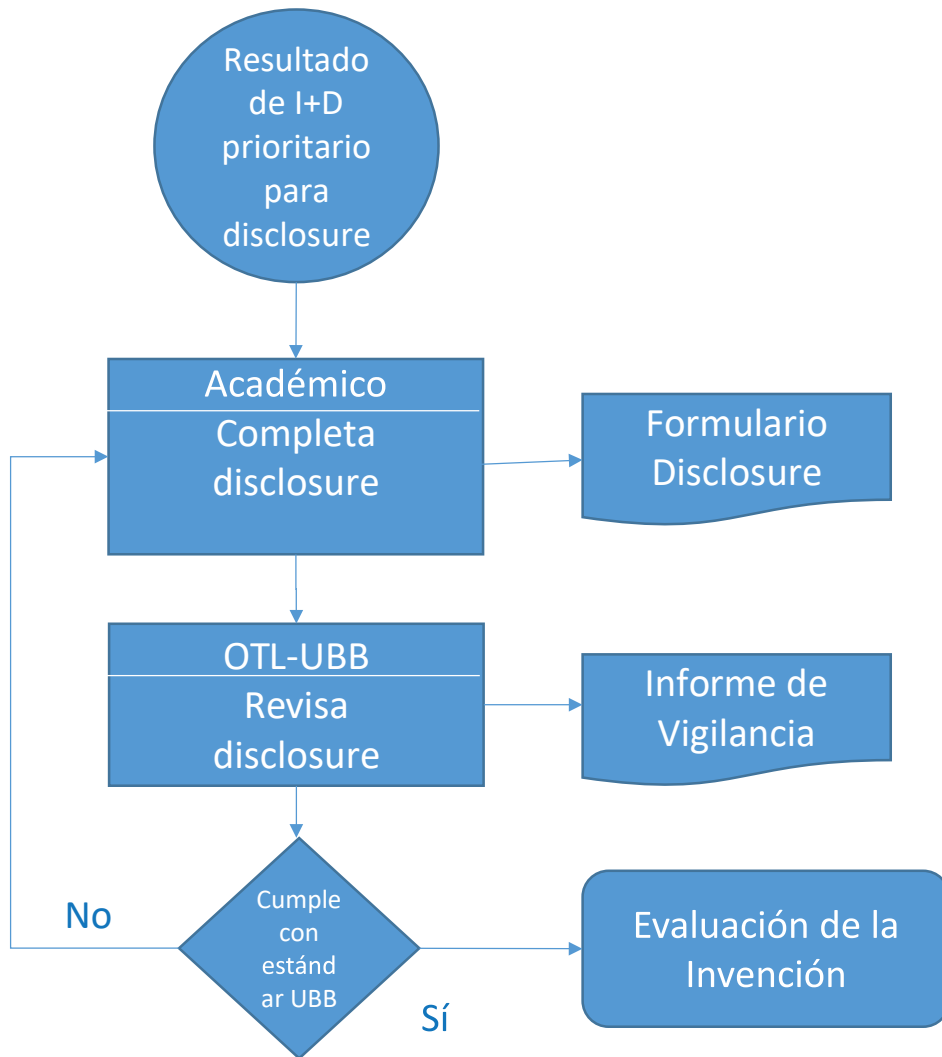 Resultado
de I+D
prioritario
para
disclosure
Académico
Completa
disclosure
Formulario
Disclosure
OTL-UBB
Revisa
disclosure
Informe de
Vigilancia
Cumple
con
estánd
ar UBB
No
Sí
Evaluación de la
Invención